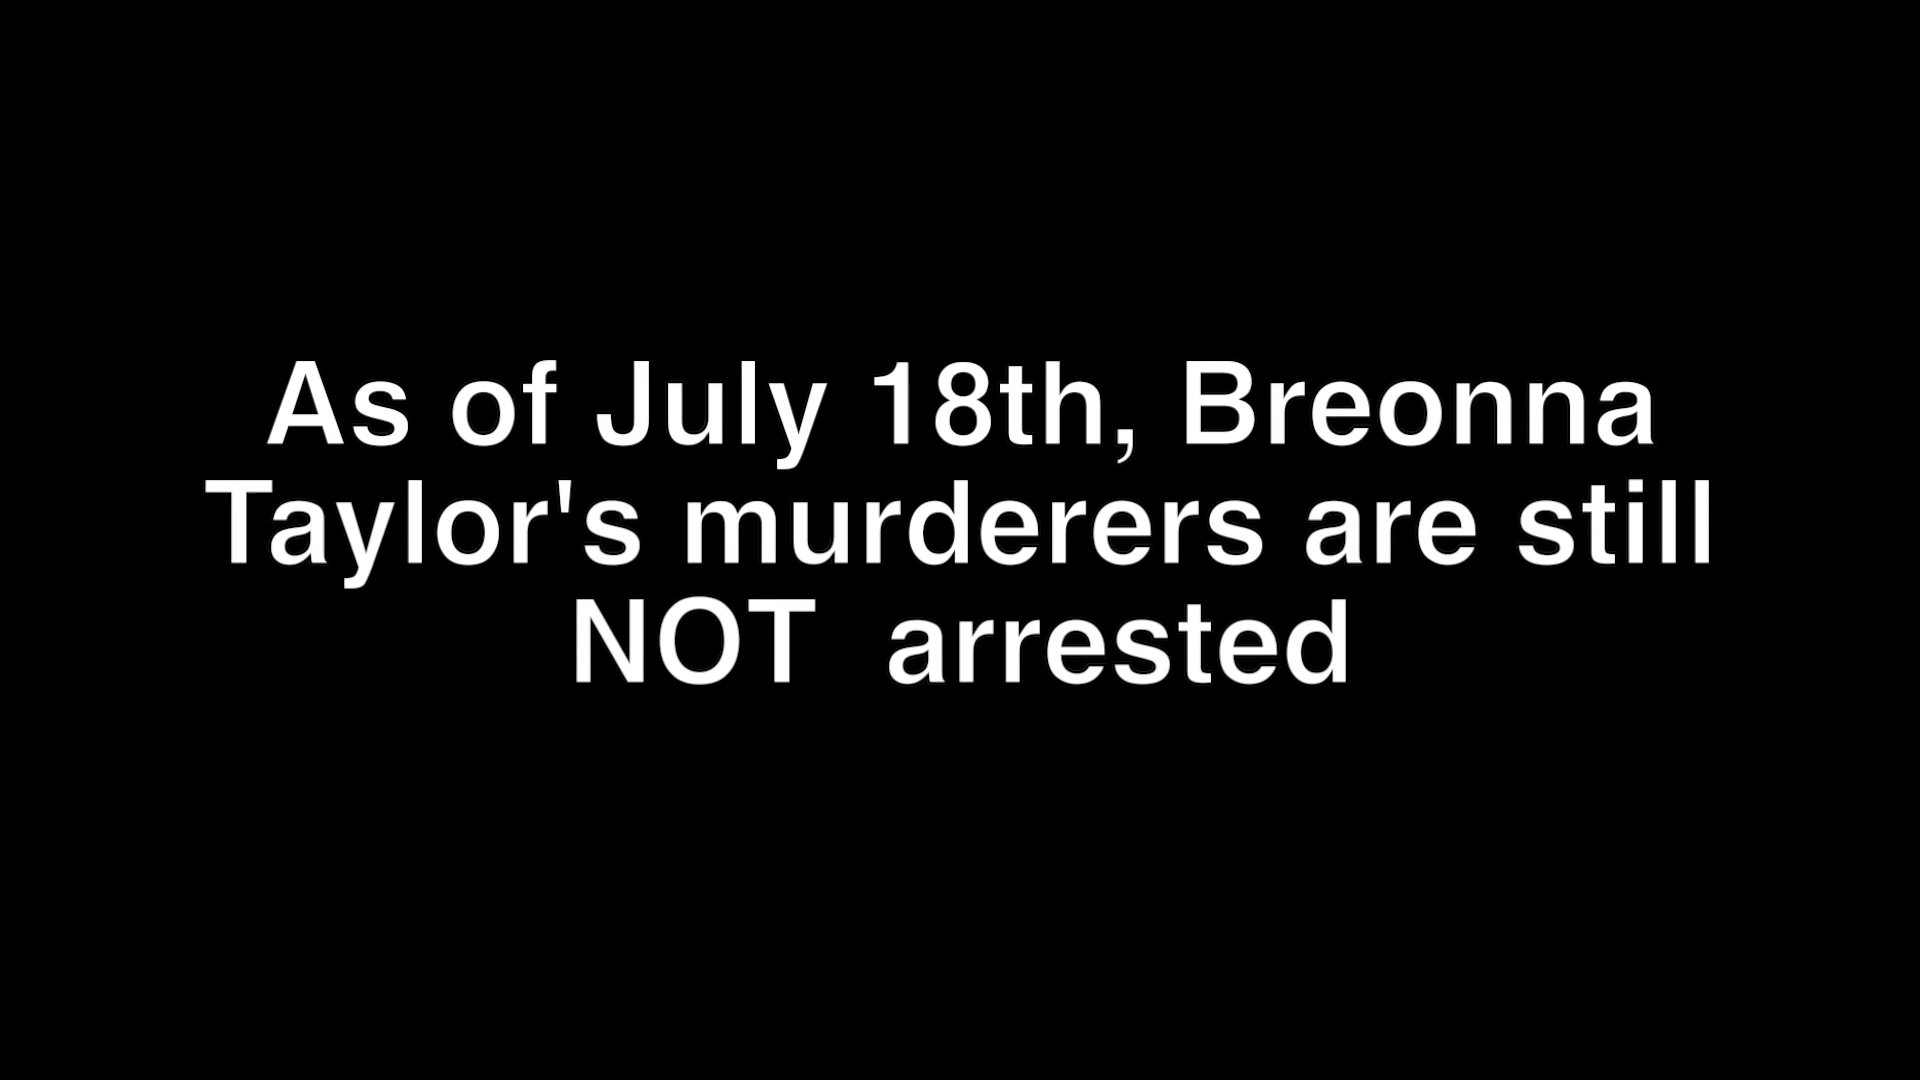 As of July 18th, Breonna
Taylor's murderers are still
NOT  arrested